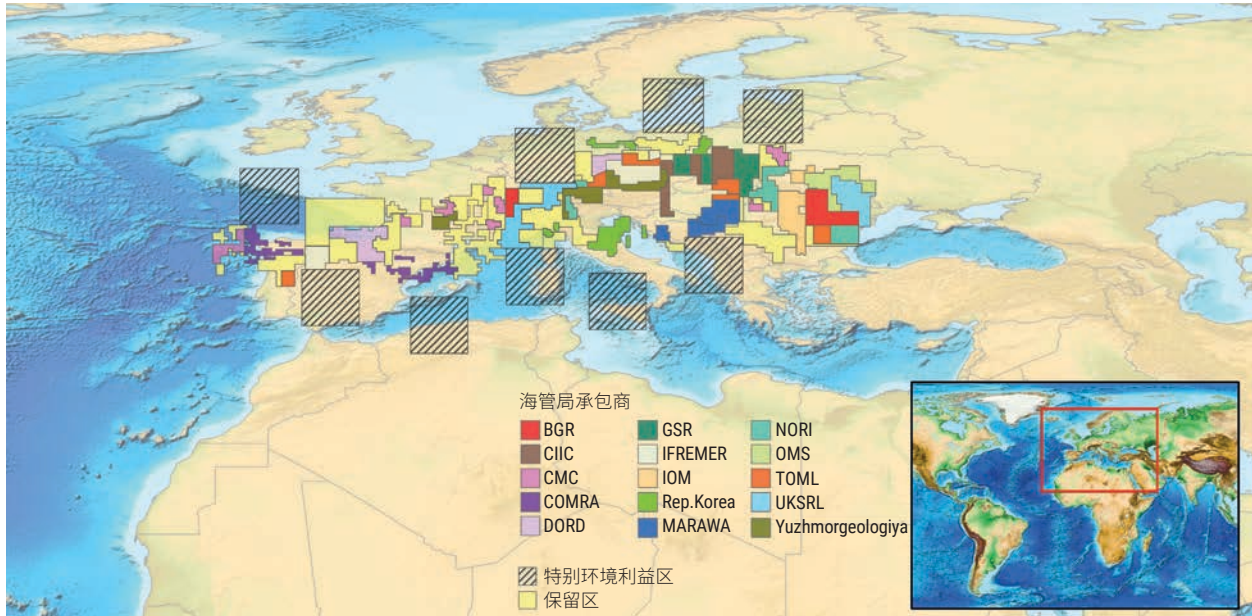 海管局承包商
BGR GSR NORI
CIIC IFREMER OMS
CMC IOM TOML
COMRA Rep.Korea UKSRL
DORD MARAWA Yuzhmorgeologiya
特别环境利益区
保留区